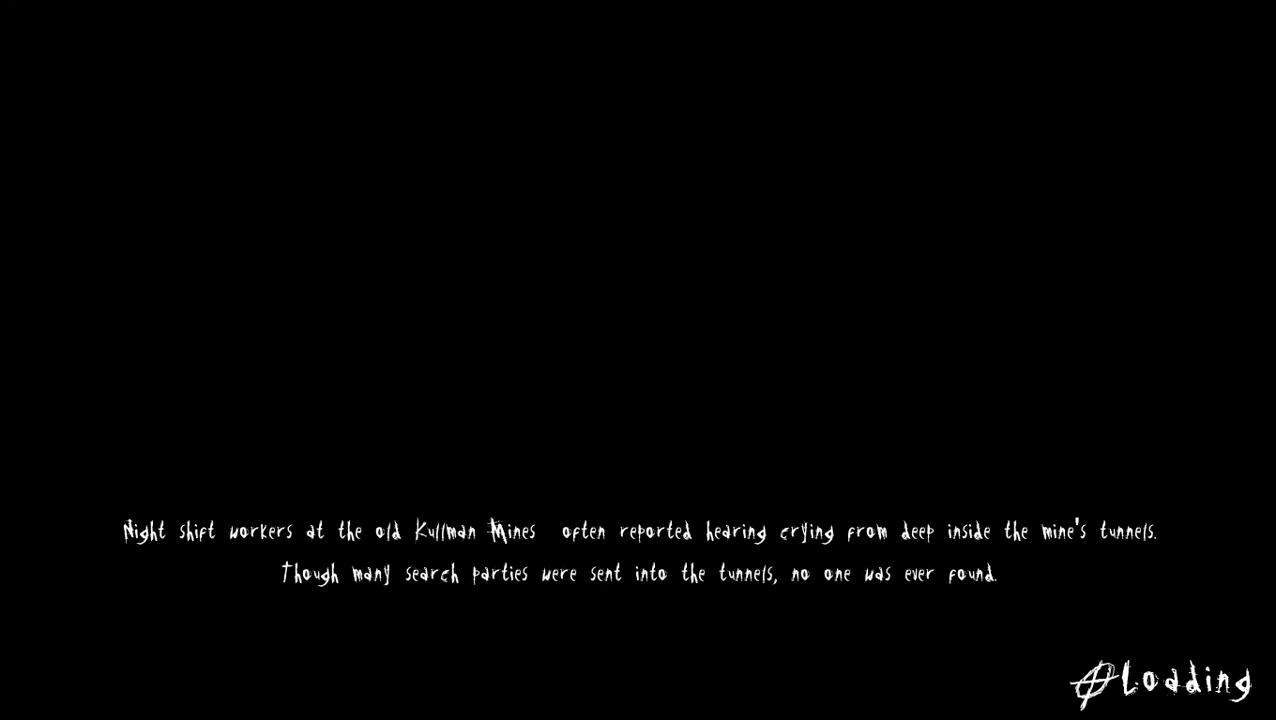 Night shift workers at the old Kullman Mines often reported hearing crying from deep inside the mine's tunnels.
Though many search parties were sent into the tunnels, no one was ever found.
Loading